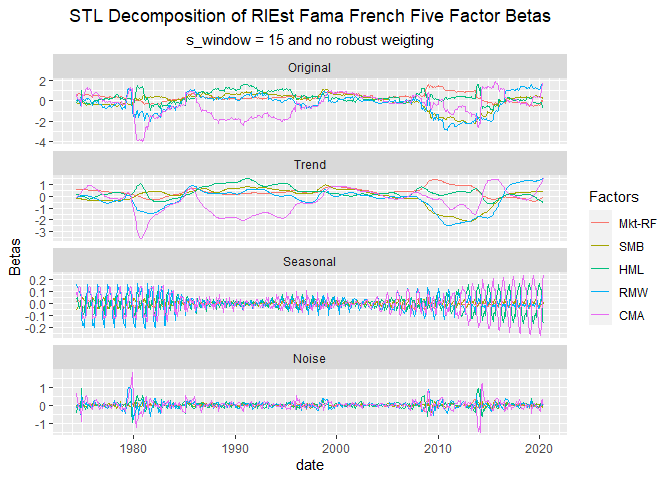 STL Decomposition of RlEst Fama French Five Factor Betas
s_window = 15 and no robust weigting
Original
2
0
-2
-4
Trend
1
0
-1
-2
-3
Seasonal
0.2
0.1
0.0
-0.1
-0.2
Noise
1
0
-1
1980
1990
2000
2010
2020
date
Betas
Factors
Mkt-RF
SMB
HML
RMW
CMA